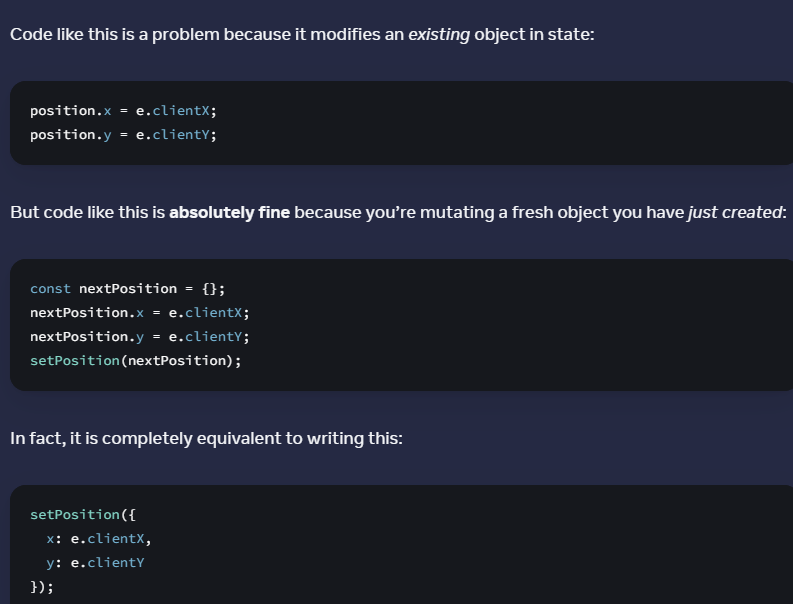 Code like this is a problem because it modifies an existing object in state:
position.x = e.clientX;
position.y = e.clientY;
But code like this is absolutely fine because you’re mutating a fresh object you have just created:
const nextPosition = {};
nextPosition.x = e.clientX;
nextPosition.y = e.clientY;
setPosition(nextPosition);
In fact, it is completely equivalent to writing this:
setPosition({
  x: e.clientX,
  y: e.clientY
});